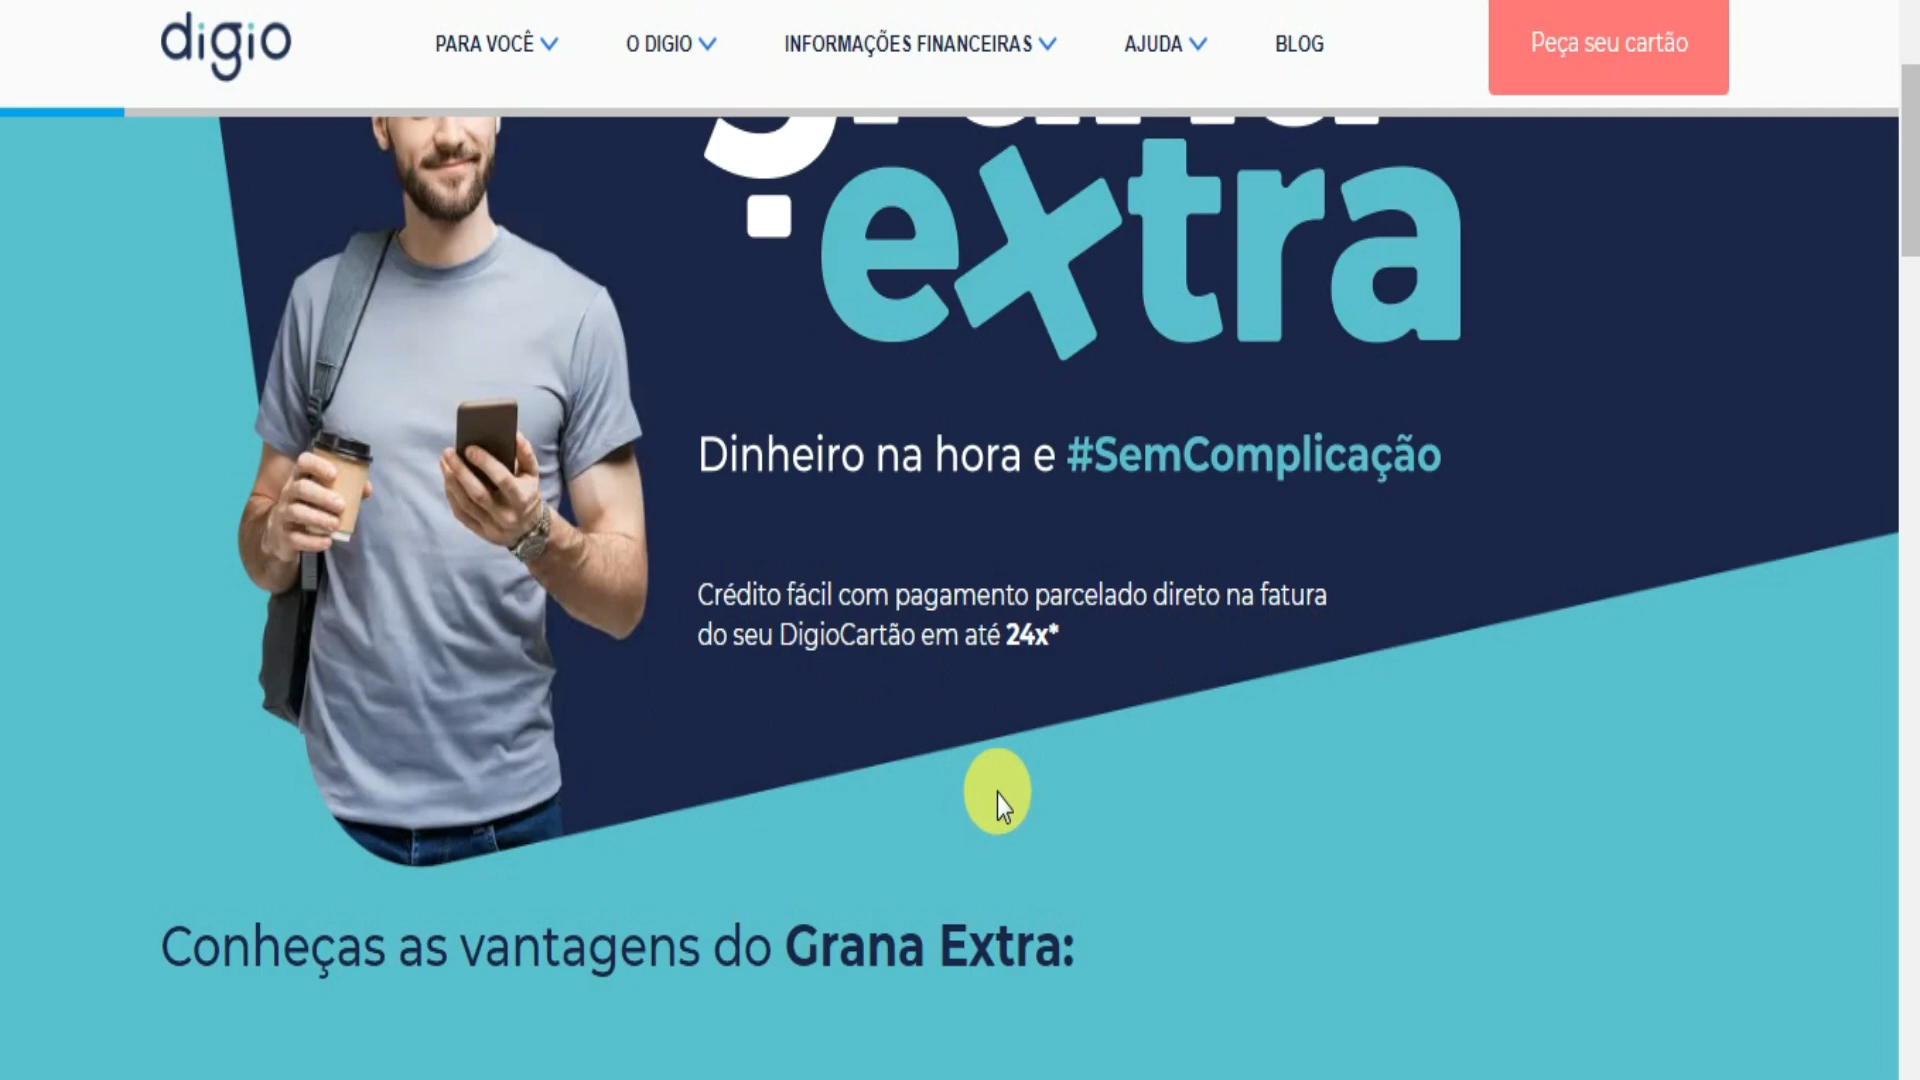 digio
PARA VOCÊ
O DIGIO
INFORMAÇÕES FINANCEIRAS
AJUDA
BLOG
Peça seu cartão
extra
Dinheiro na hora e #SemComplicação
Crédito fácil com pagamento parcelado direto na fatura
do seu DigioCartão em até 24x*
Conheças as vantagens do Grana Extra: